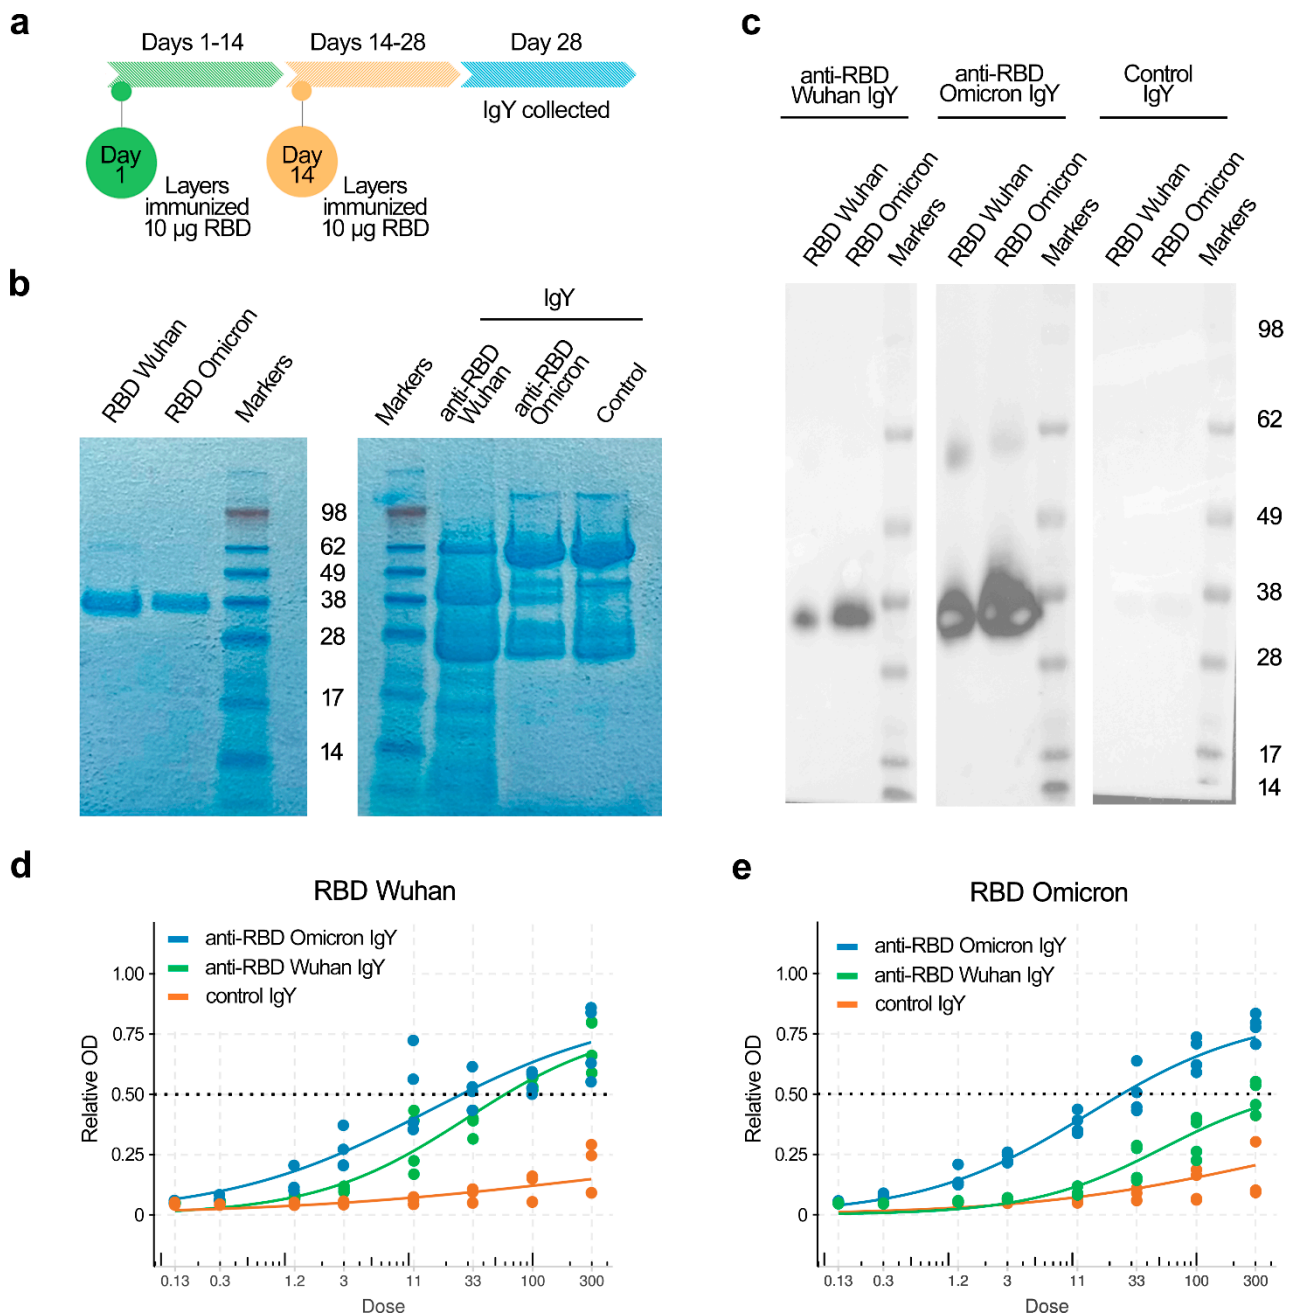 a
Days 1-14
Days 14-28
Day 28
IgY collected
Day
1
Layers
immunized
10 µg RBD
Day
14
Layers
immunized
10 µg RBD
b
IgY
RBD Wuhan
RBD Omicron
Markers
Markers
anti-RBD
Wuhan
anti-RBD
Omicron
Control
98
62
49
38
28
17
14
c
anti-RBD
Wuhan IgY
anti-RBD
Omicron IgY
Control
IgY
RBD Wuhan
RBD Omicron
Markers
RBD Wuhan
RBD Omicron
Markers
RBD Wuhan
RBD Omicron
Markers
98
62
49
38
28
17
14
d
RBD Wuhan
anti-RBD Omicron IgY
anti-RBD Wuhan IgY
control IgY
Relative OD
1.00
0.75
0.50
0.25
0
0.13 0.3 1.2 3 11 33 100 300
Dose
e
RBD Omicron
anti-RBD Omicron IgY
anti-RBD Wuhan IgY
control IgY
Relative OD
1.00
0.75
0.50
0.25
0
0.13 0.3 1.2 3 11 33 100 300
Dose